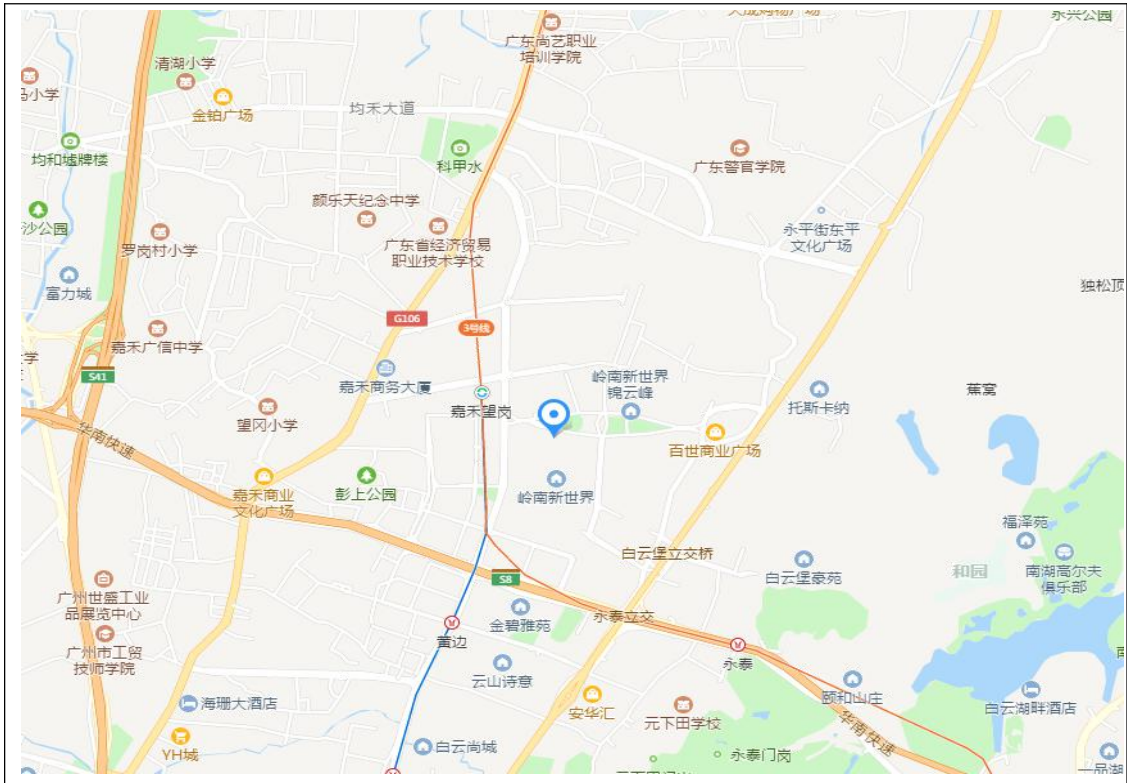 永兴公园
广东尚艺职业
培训学院
清湖小学
金铂广场
均禾大道
均和墟牌楼
科甲水
广东警官学院
颜乐天纪念中学
沙公园
罗岗村小学
广东省经济贸易
职业技术学校
永平街东平
文化广场
富力城
独松顶
G106
3号线
嘉禾广信中学
S41
嘉禾商务大厦
岭南新世界
锦云峰
蕉窝
托斯卡纳
嘉禾望岗
望冈小学
华南快速
百世商业广场
嘉禾商业
文化广场
彭上公园
岭南新世界
福泽苑
白云堡立交桥
S8
白云堡豪苑
和园
南湖高尔夫
俱乐部
广州世盛工业
品展览中心
金碧雅苑
永泰立交
黄边
广州市工贸
技师学院
永泰
云山诗意
颐和山庄
海珊大酒店
安华汇
元下田学校
白云湖畔酒店
华南快速
YH城
白云尚城
永泰门岗